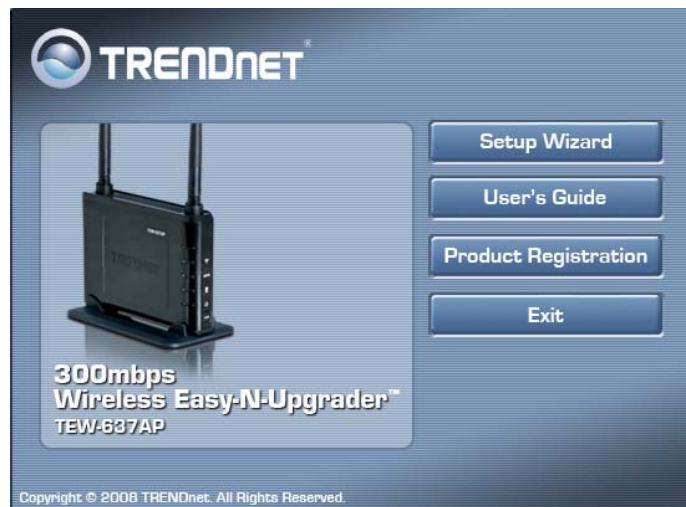 TRENDNET®
Setup Wizard
User's Guide
Product Registration
Exit
TRENDNET
300mbps
Wireless Easy-N-Upgrader™
TEW-637AP
Copyright © 2008 TRENDnet. All Rights Reserved.